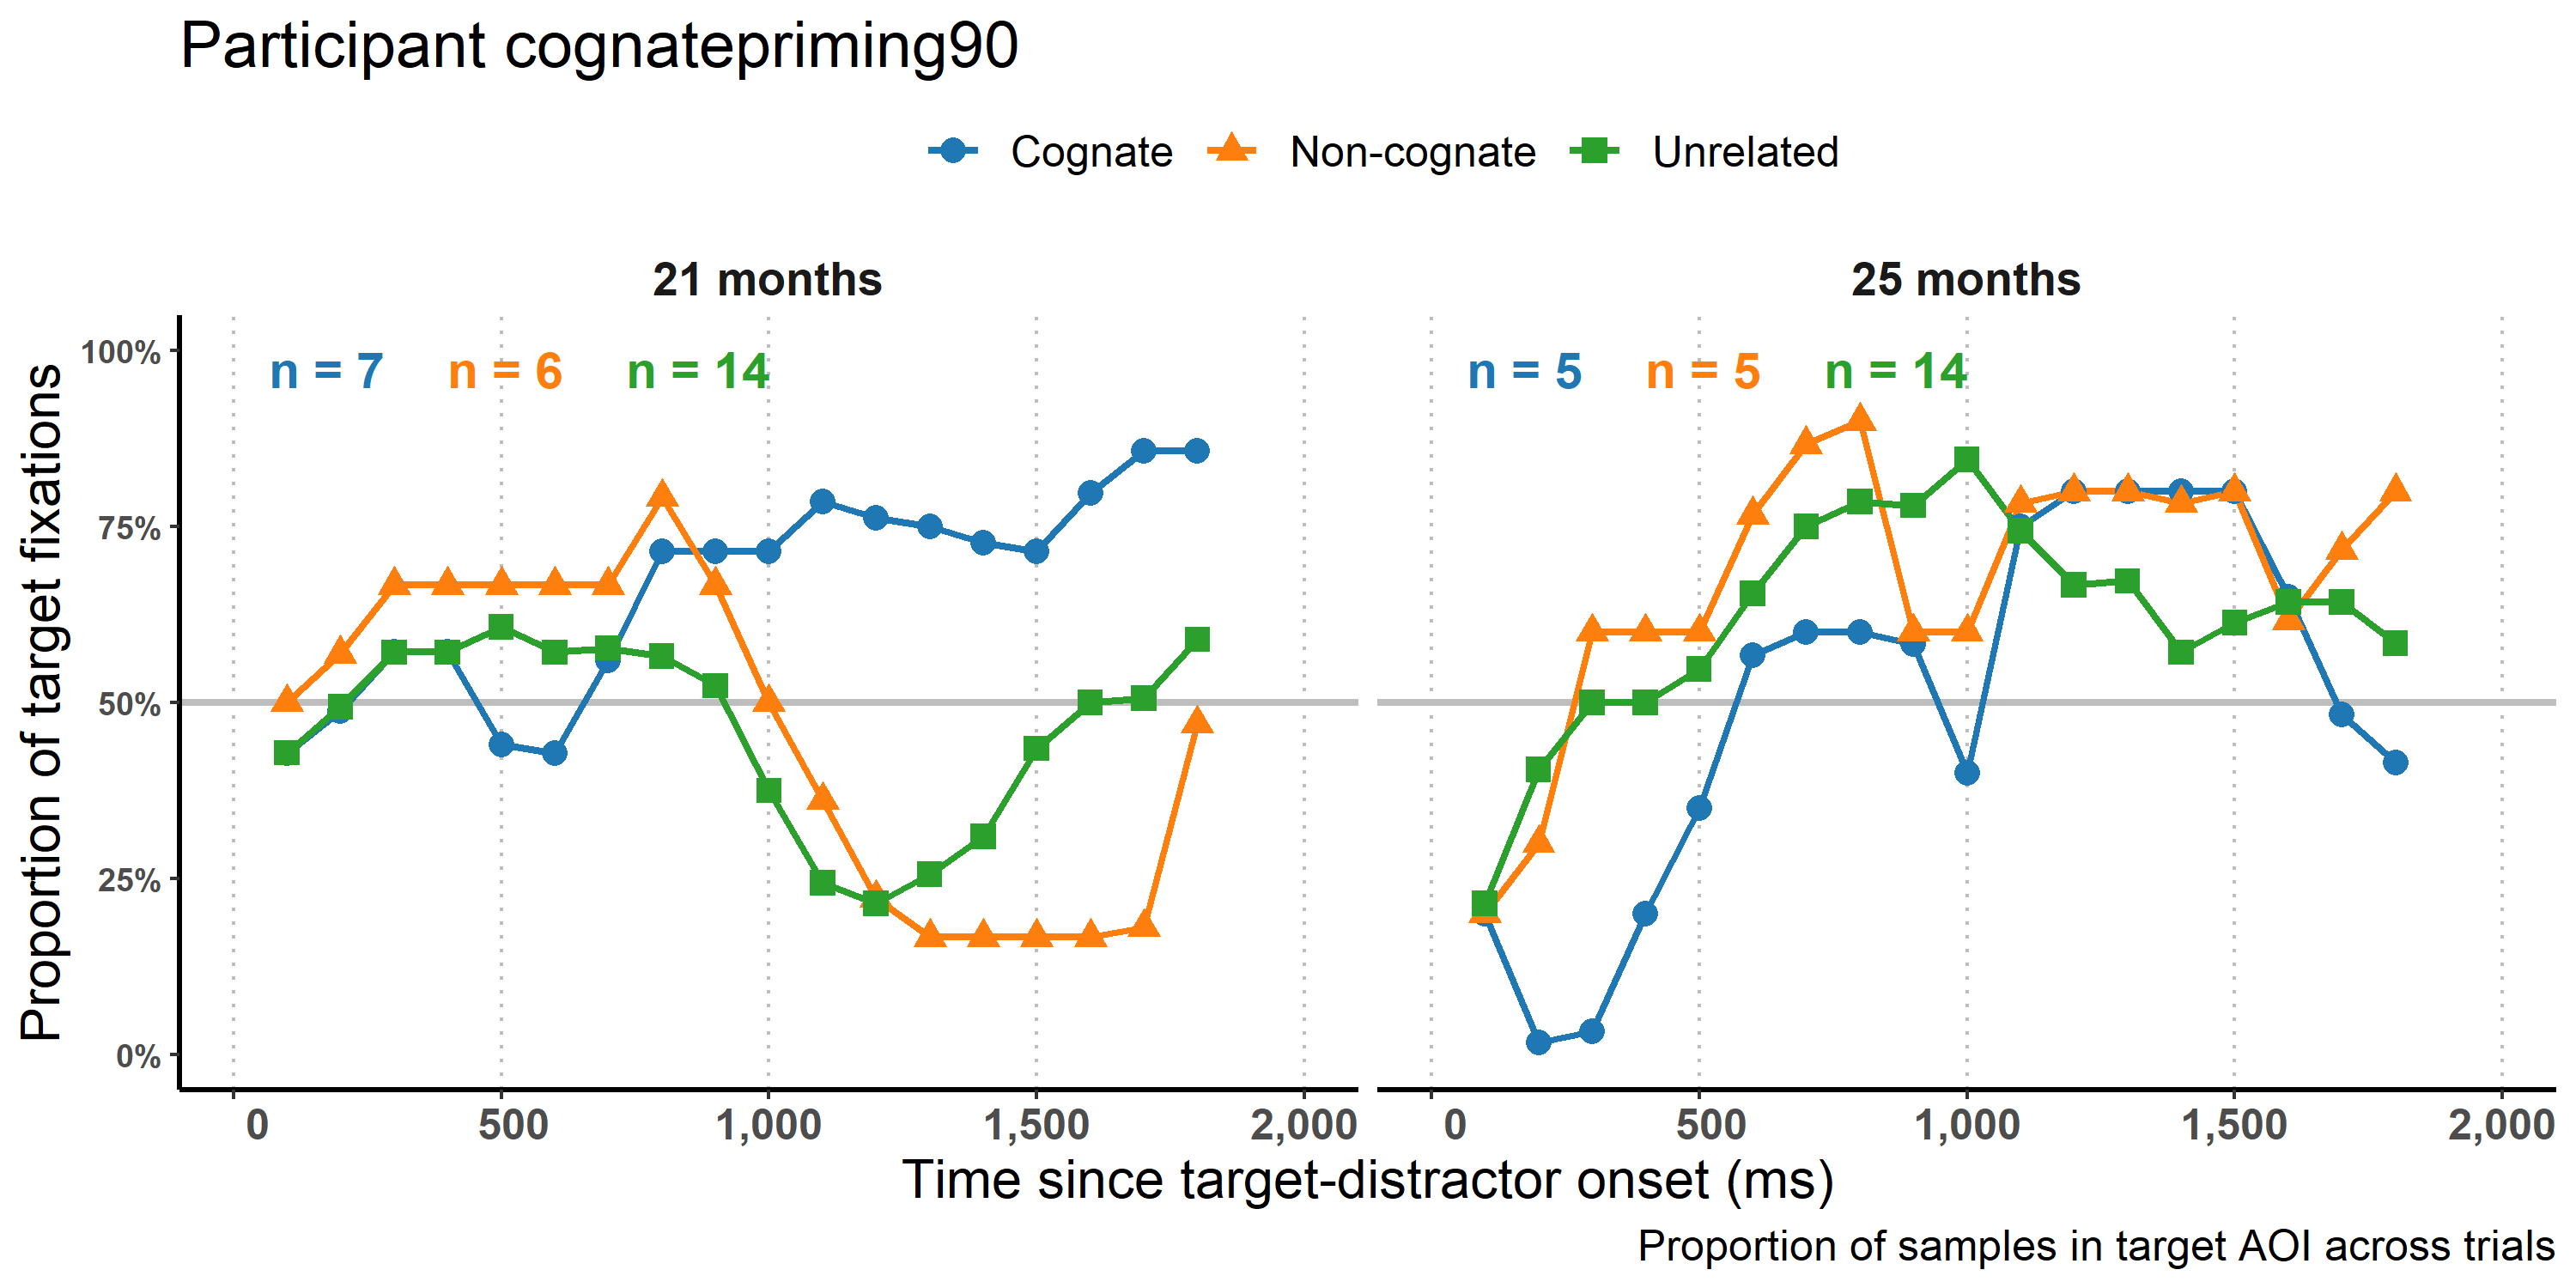 Participant cognatepriming90
Cognate Non-cognate Unrelated
21 months 25 months
n = 7 n = 6 n = 14 n = 5 n = 5 n = 14
100%
75%
50%
25%
0%
Proportion of target fixations
0 500 1,000 1,500 2,000 0 500 1,000 1,500 2,000
Time since target-distractor onset (ms)
Proportion of samples in target AOI across trials